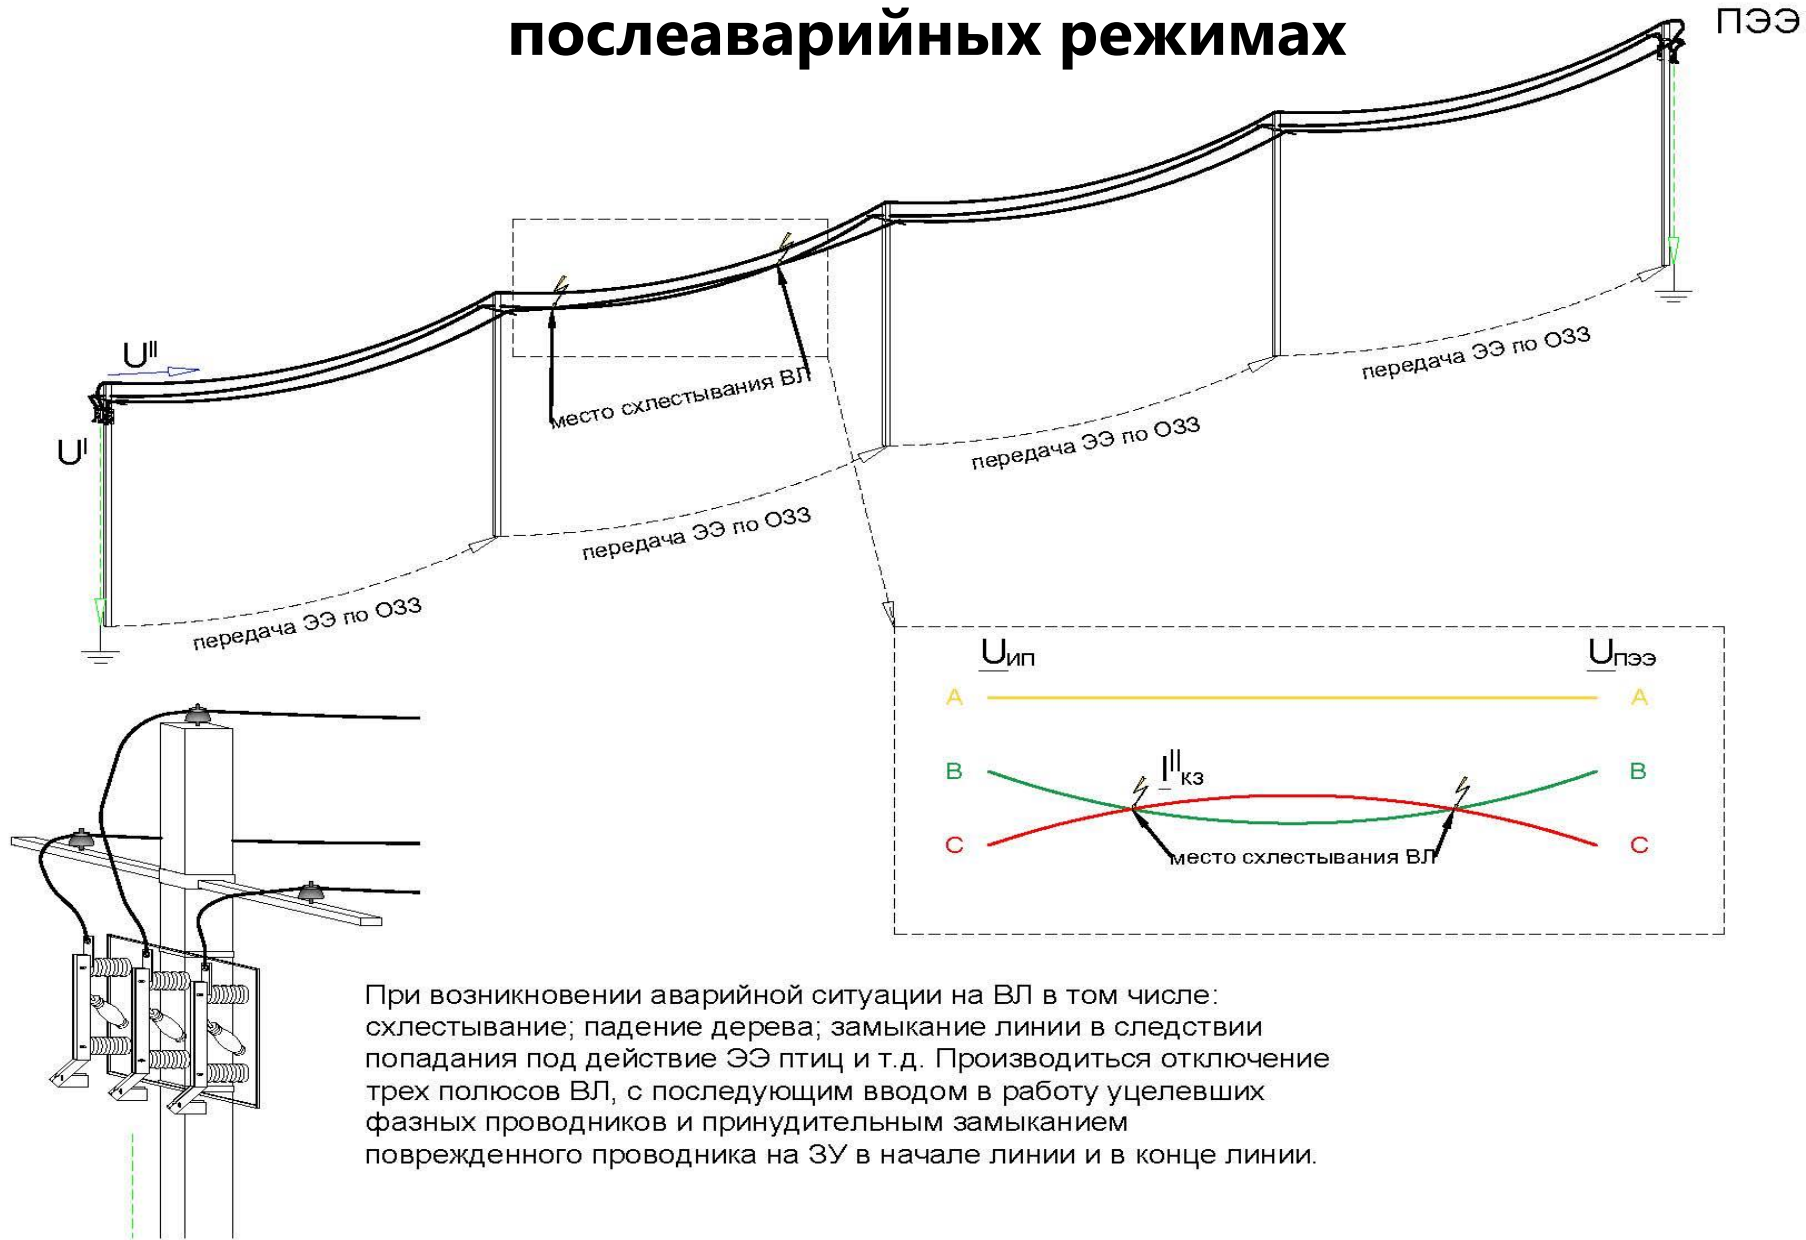 послеаварийных режимах
ПЭЭ
U^II
U^I
место схлестывания ВЛ
передача ЭЭ по ОЗЗ
передача ЭЭ по ОЗЗ
передача ЭЭ по ОЗЗ
передача ЭЭ по ОЗЗ
Uип Uпээ
A A
B B
I^IIкз
C C
место схлестывания ВЛ
При возникновении аварийной ситуации на ВЛ в том числе:
схлестывание; падение дерева; замыкание линии в следствии
попадания под действие ЭЭ птиц и т.д. Производиться отключение
трех полюсов ВЛ, с последующим вводом в работу уцелевших
фазных проводников и принудительным замыканием
поврежденного проводника на ЗУ в начале линии и в конце линии.